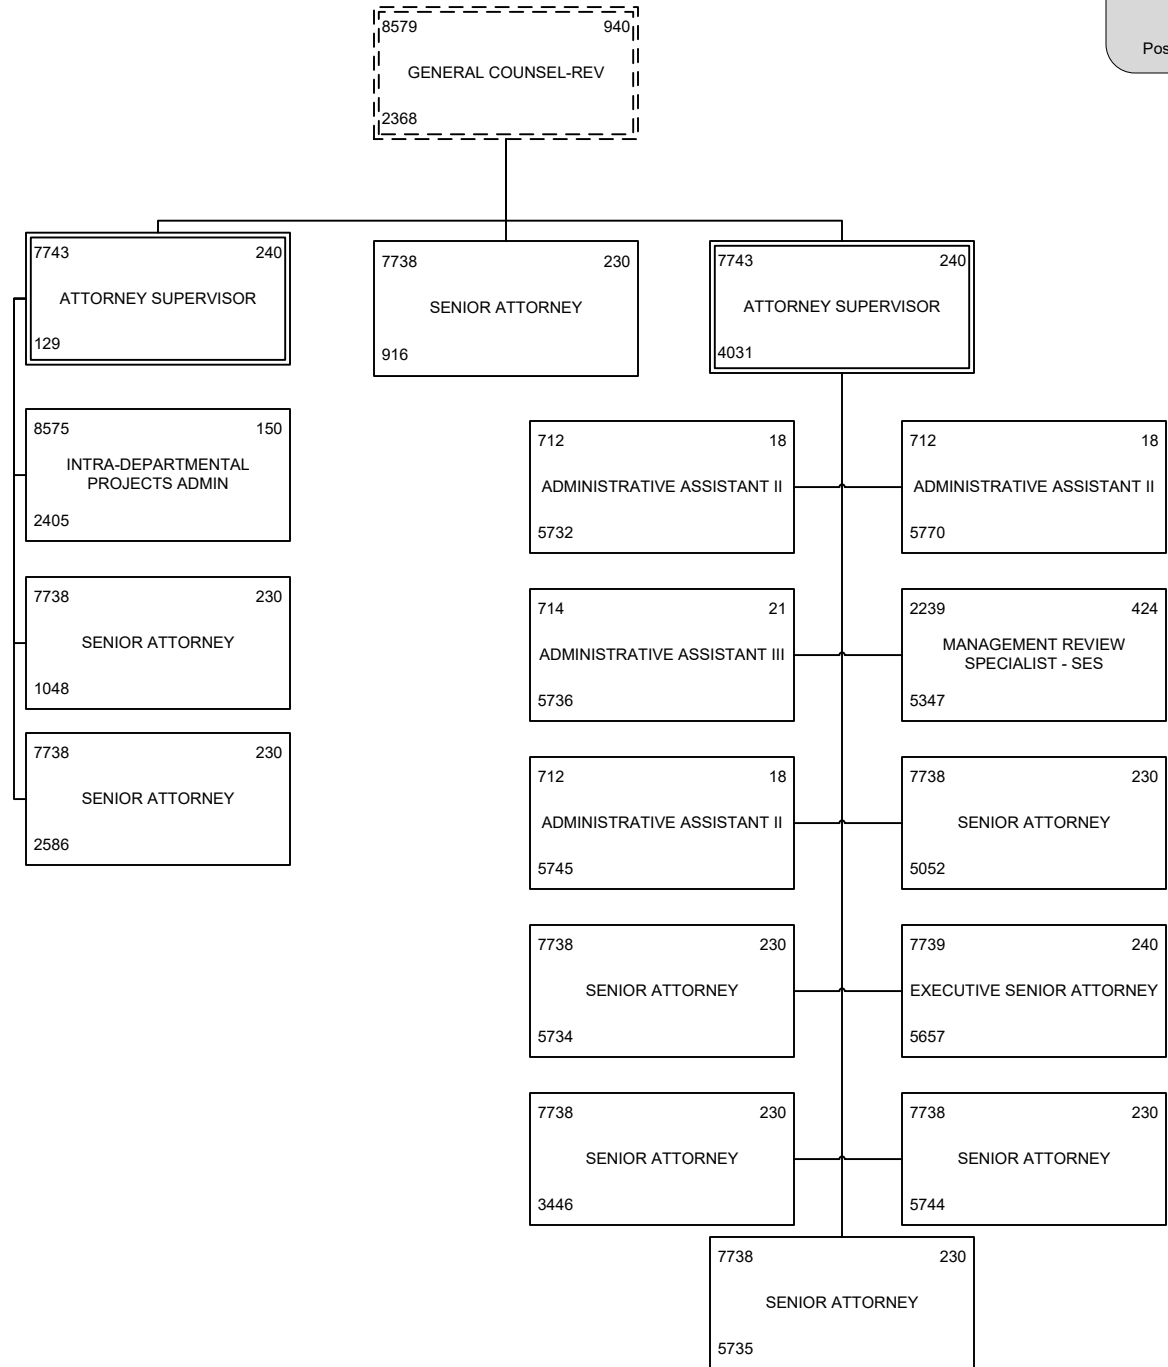 8579 940
GENERAL COUNSEL-REV
2368
Pos
7743 240
ATTORNEY SUPERVISOR
129
7738 230
SENIOR ATTORNEY
916
7743 240
ATTORNEY SUPERVISOR
4031
8575 150
INTRA-DEPARTMENTAL
PROJECTS ADMIN
2405
7738 230
SENIOR ATTORNEY
1048
7738 230
SENIOR ATTORNEY
2586
712 18
ADMINISTRATIVE ASSISTANT II
5732
712 18
ADMINISTRATIVE ASSISTANT II
5770
714 21
ADMINISTRATIVE ASSISTANT III
5736
2239 424
MANAGEMENT REVIEW
SPECIALIST - SES
5347
712 18
ADMINISTRATIVE ASSISTANT II
5745
7738 230
SENIOR ATTORNEY
5052
7738 230
SENIOR ATTORNEY
5734
7739 240
EXECUTIVE SENIOR ATTORNEY
5657
7738 230
SENIOR ATTORNEY
3446
7738 230
SENIOR ATTORNEY
5744
7738 230
SENIOR ATTORNEY
5735